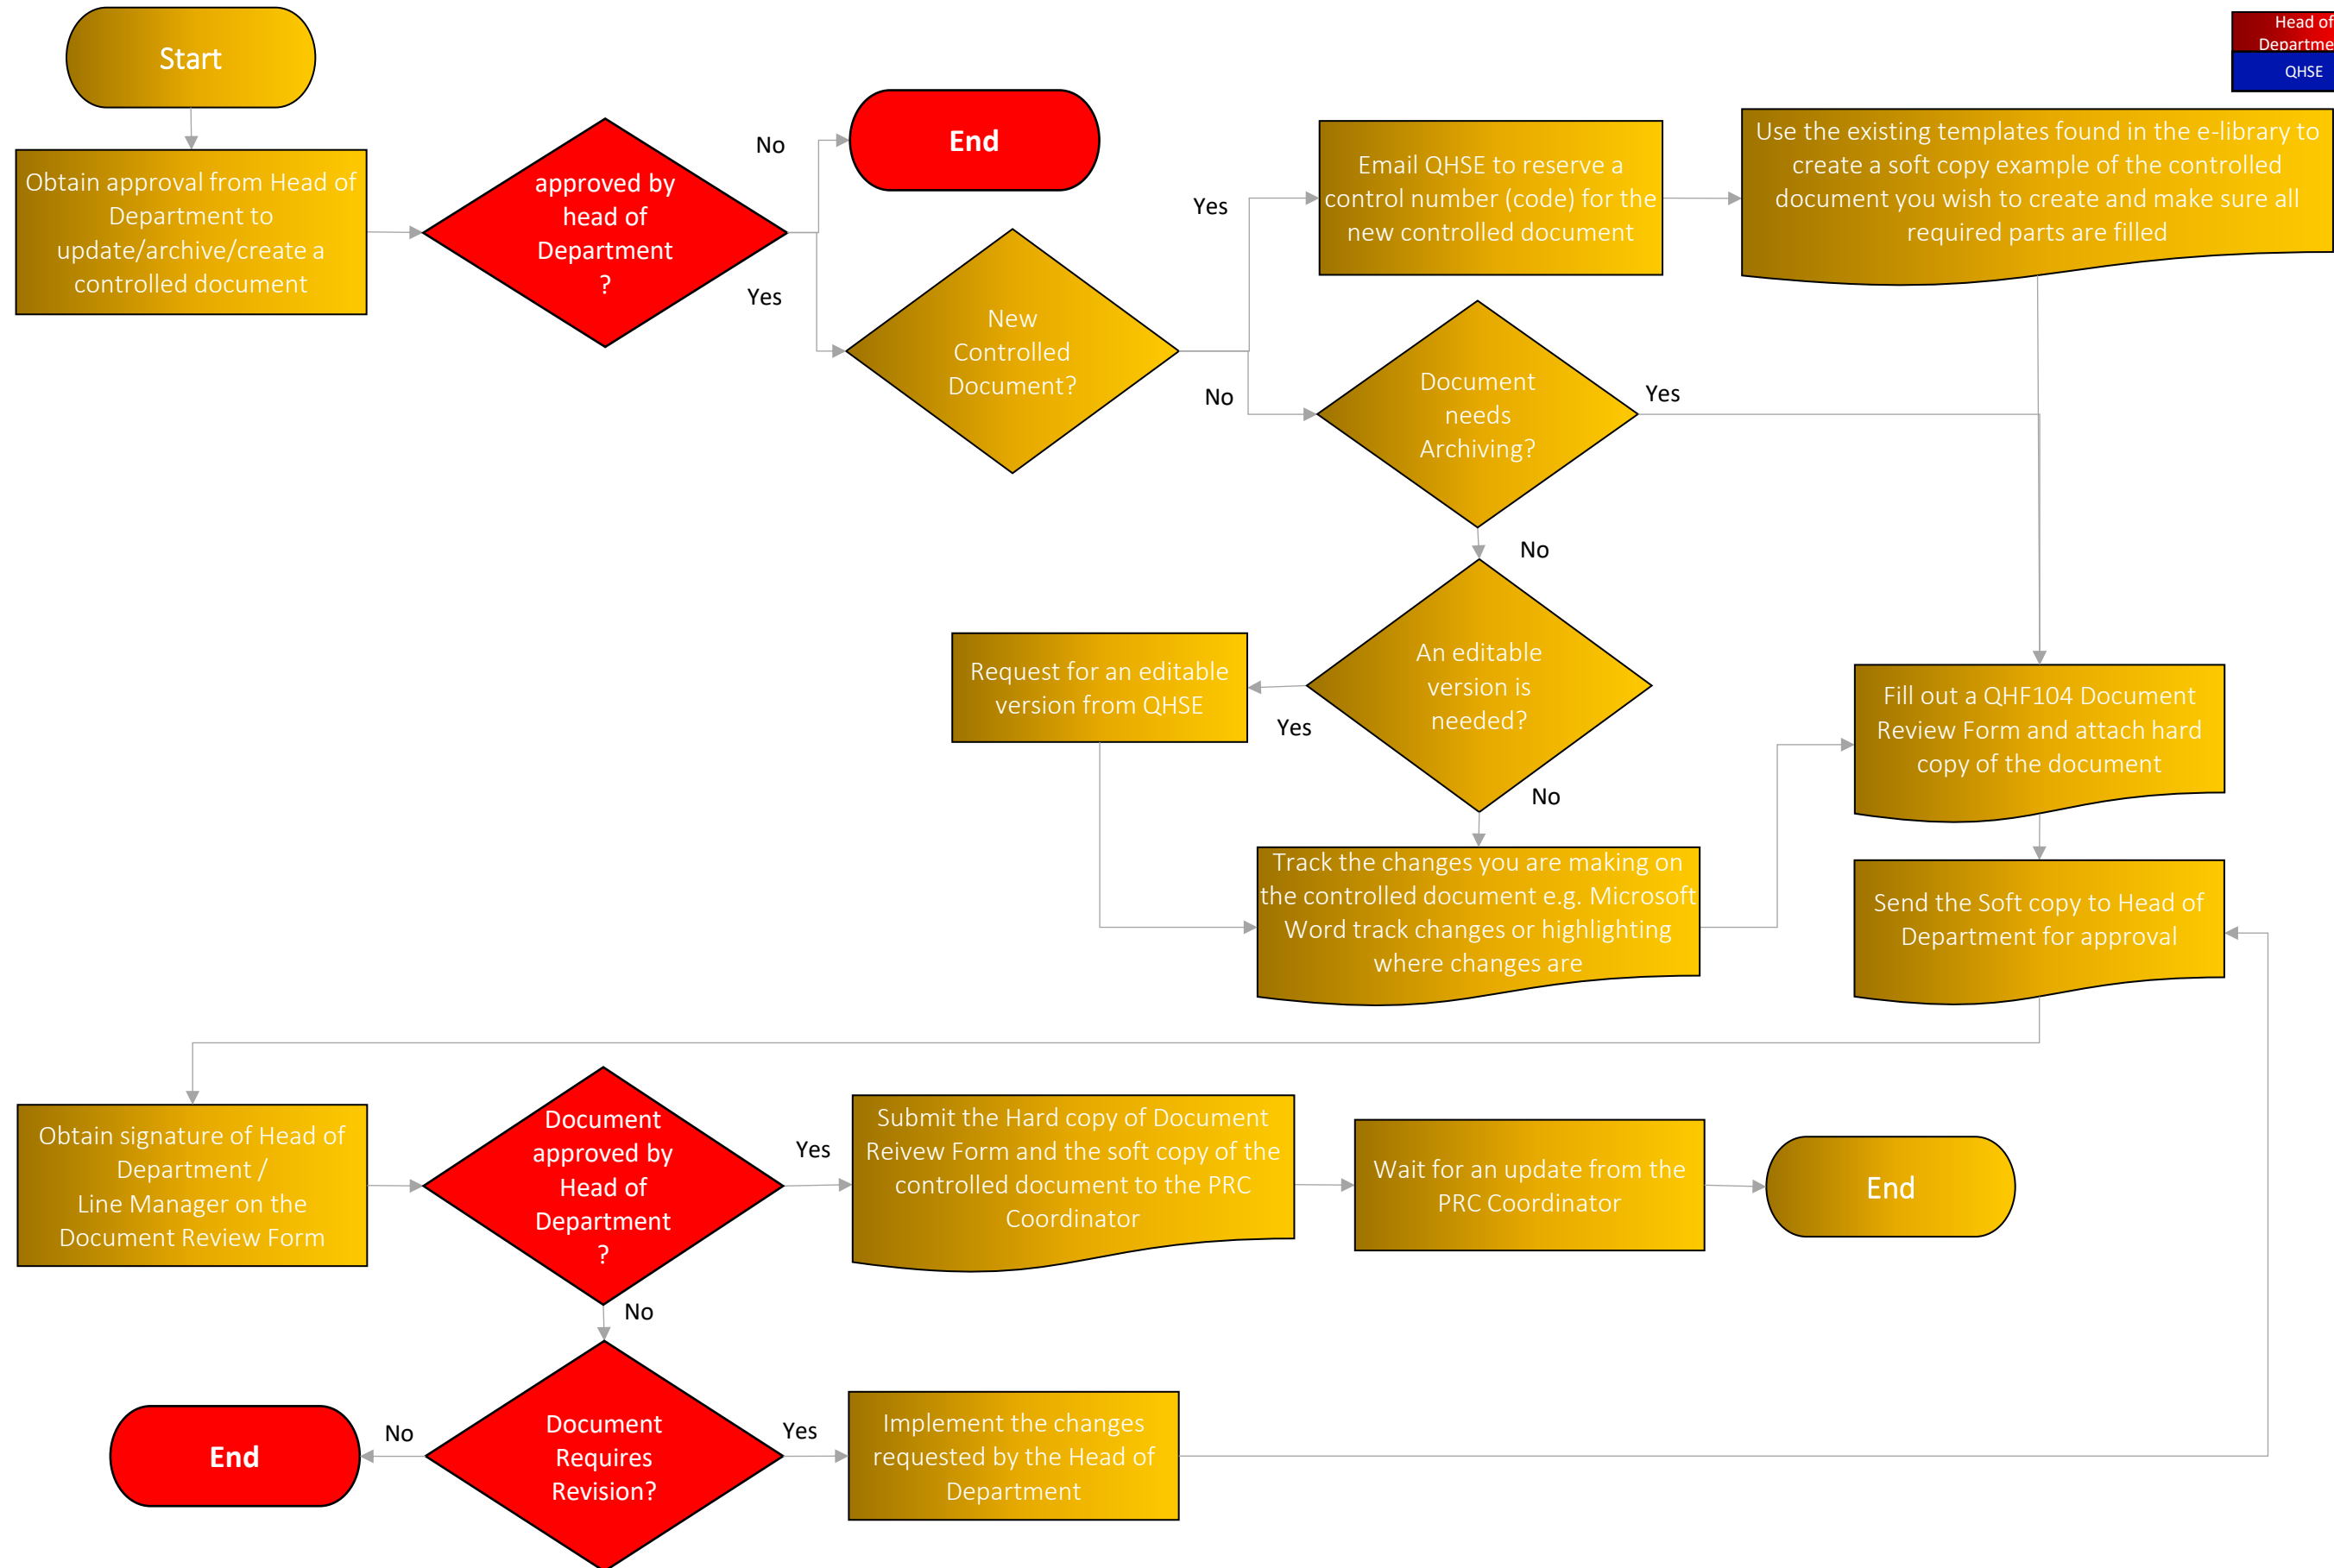 Start
Head of
Departme
QHSE
Obtain approval from Head of
Department to
update/archive/create a
controlled document
approved by
head of
Department
?
No
Yes
End
New
Controlled
Document?
Yes
No
Email QHSE to reserve a
control number (code) for the
new controlled document
Use the existing templates found in the e-library to
create a soft copy example of the controlled
document you wish to create and make sure all
required parts are filled
Document
needs
Archiving?
Yes
No
An editable
version is
needed?
Yes
No
Request for an editable
version from QHSE
Track the changes you are making on
the controlled document e.g. Microsoft
Word track changes or highlighting
where changes are
Fill out a QHF104 Document
Review Form and attach hard
copy of the document
Send the Soft copy to Head of
Department for approval
Obtain signature of Head of
Department /
Line Manager on the
Document Review Form
Document
approved by
Head of
Department
?
Yes
No
Submit the Hard copy of Document
Reivew Form and the soft copy of the
controlled document to the PRC
Coordinator
Wait for an update from the
PRC Coordinator
End
Document
Requires
Revision?
No
Yes
End
Implement the changes
requested by the Head of
Department